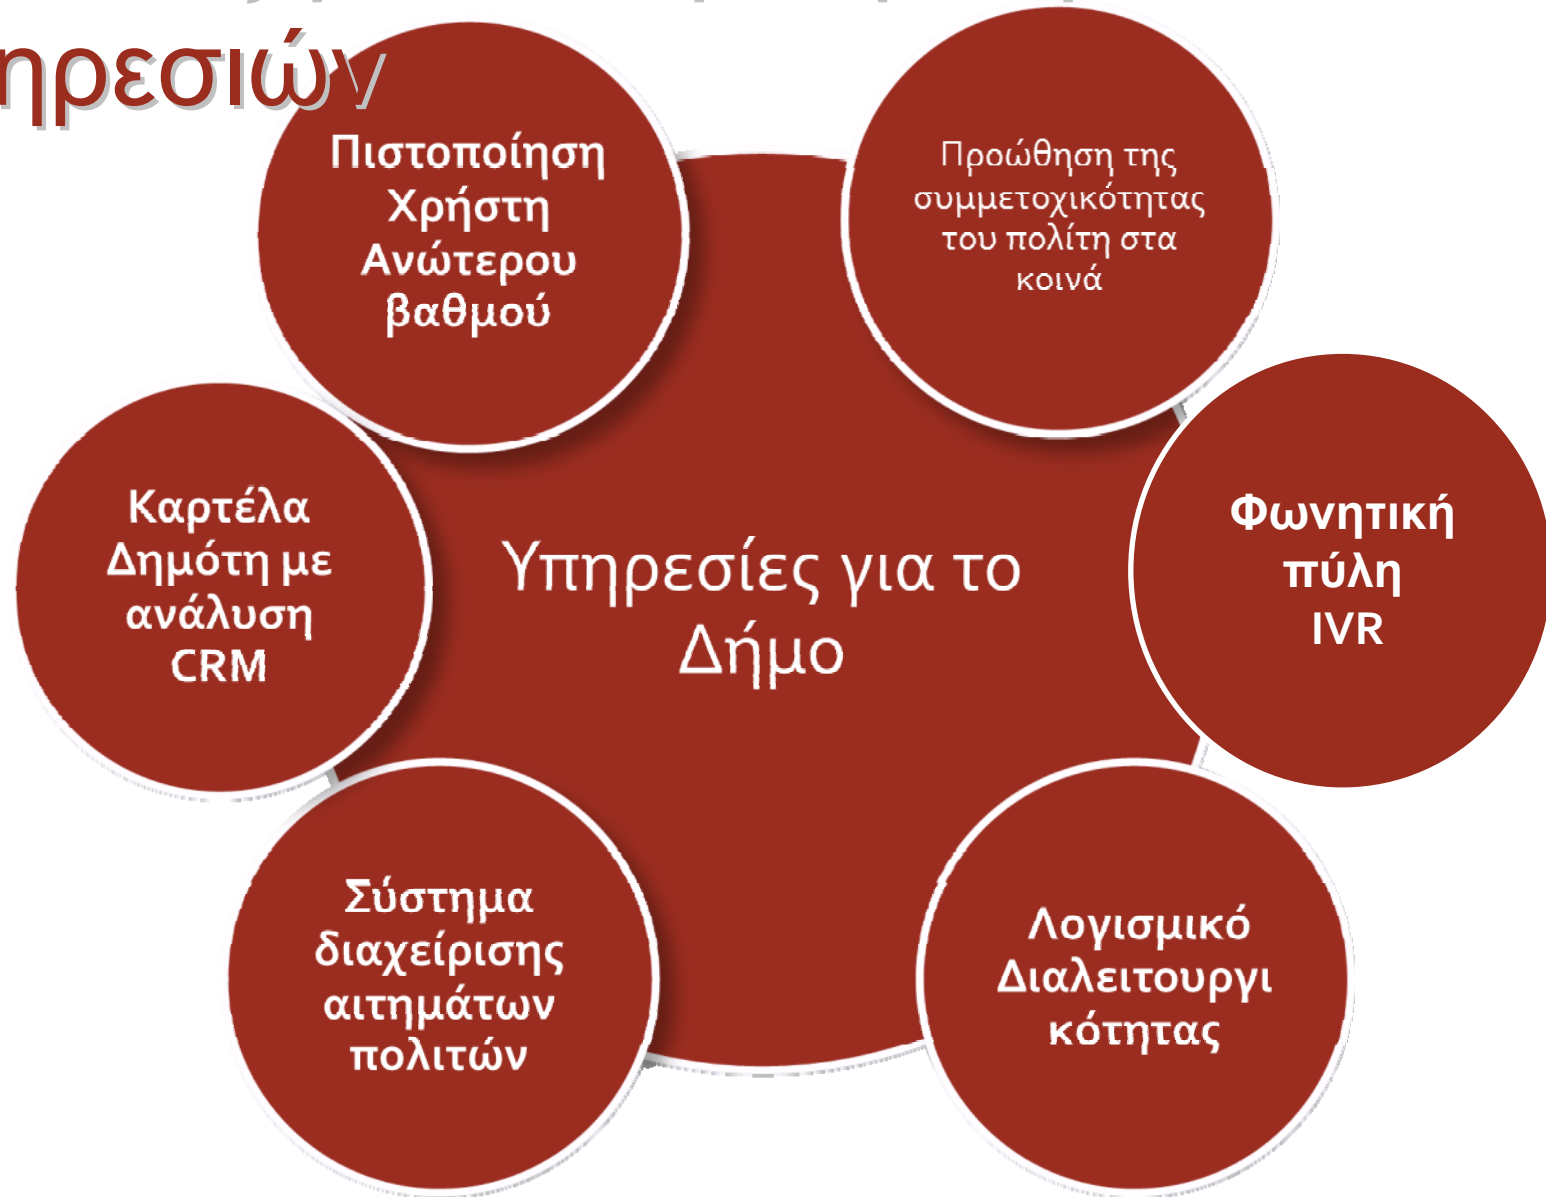 ηρεσιών
Πιστοποίηση
Χρήστη
Ανώτερου
βαθμού
Προώθηση της
συμμετοχικότητας
του πολίτη στα
κοινά
Καρτέλα
Δημότη με
ανάλυση
CRM
Υπηρεσίες για το
Δήμο
Φωνητική
πύλη
IVR
Σύστημα
διαχείρισης
αιτημάτων
πολιτών
Λογισμικό
Διαλειτουργι
κότητας